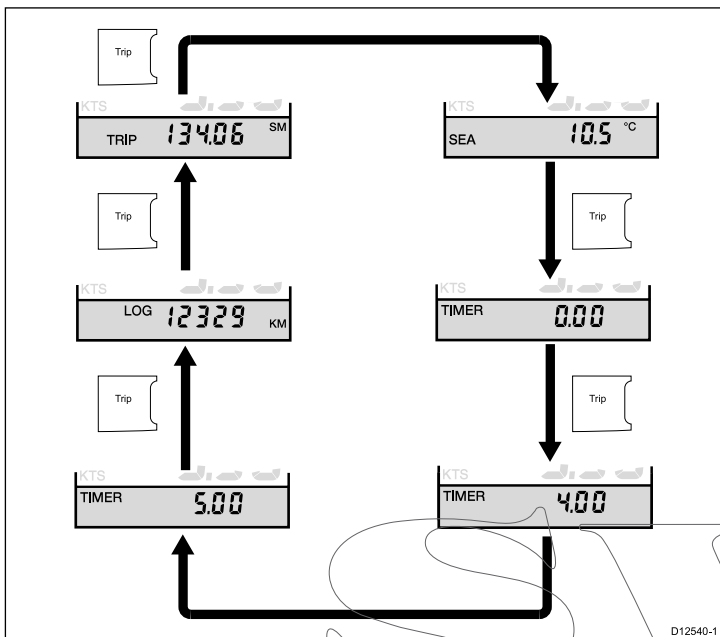 Trip
KTS
TRIP 134.06 SM
KTS
SEA 10.5 °C
Trip
Trip
KTS
LOG 12329 KM
KTS
TIMER 0.00
Trip
Trip
KTS
TIMER 5.00
KTS
TIMER 4.00
D12540-1